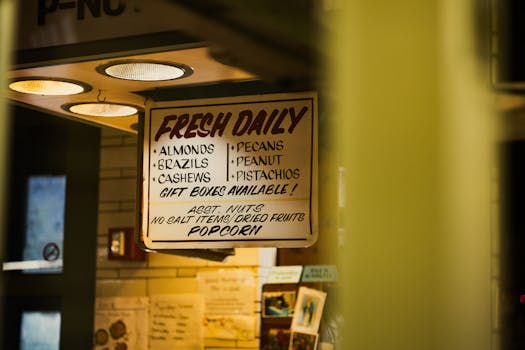 P-NU
FRESH DAILY
• ALMONDS
• BRAZILS
• CASHEWS
• PECANS
• PEANUT
• PISTACHIOS
GIFT BOXES AVAILABLE!
ASST. NUTS
NO SALT ITEMS/DRIED FRUITS
POPCORN